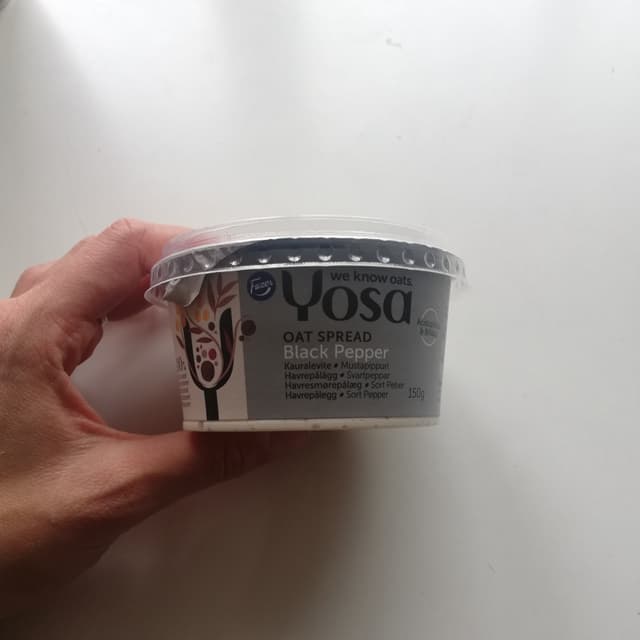 we know oats.
Fazer
Yosa
OAT SPREAD
Black Pepper
Kauralevite • Mustapippuri
Havrepålägg • Svartpeppar
Havresmørepålæg • Sort Peber
Havrepålegg • Sort Pepper
150g